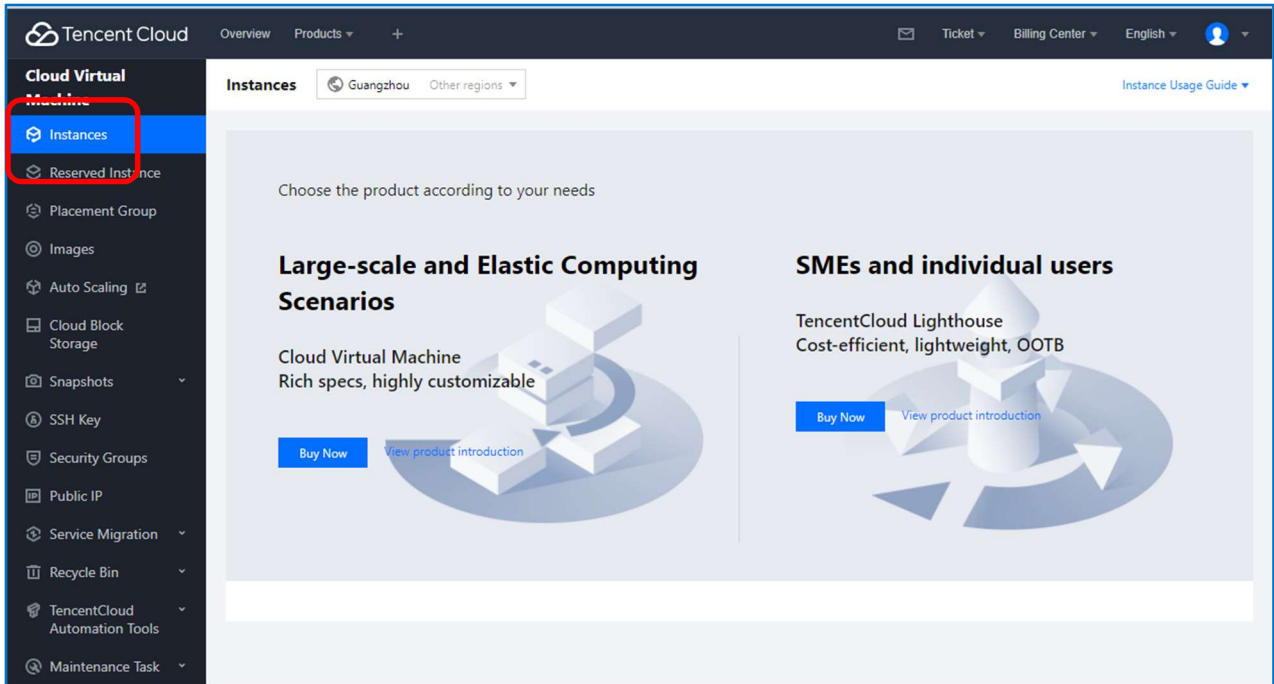 Tencent Cloud
Overview
Products
+
Ticket
Billing Center
English
Cloud Virtual
Machine
Instances
Reserved Instance
Placement Group
Images
Auto Scaling
Cloud Block
Storage
Snapshots
SSH Key
Security Groups
IP Public IP
Service Migration
Recycle Bin
TencentCloud
Automation Tools
Maintenance Task
Instances
Guangzhou
Other regions
Instance Usage Guide
Choose the product according to your needs
Large-scale and Elastic Computing
Scenarios
Cloud Virtual Machine
Rich specs, highly customizable
Buy Now
View product introduction
SMEs and individual users
TencentCloud Lighthouse
Cost-efficient, lightweight, OOTB
Buy Now
View product introduction